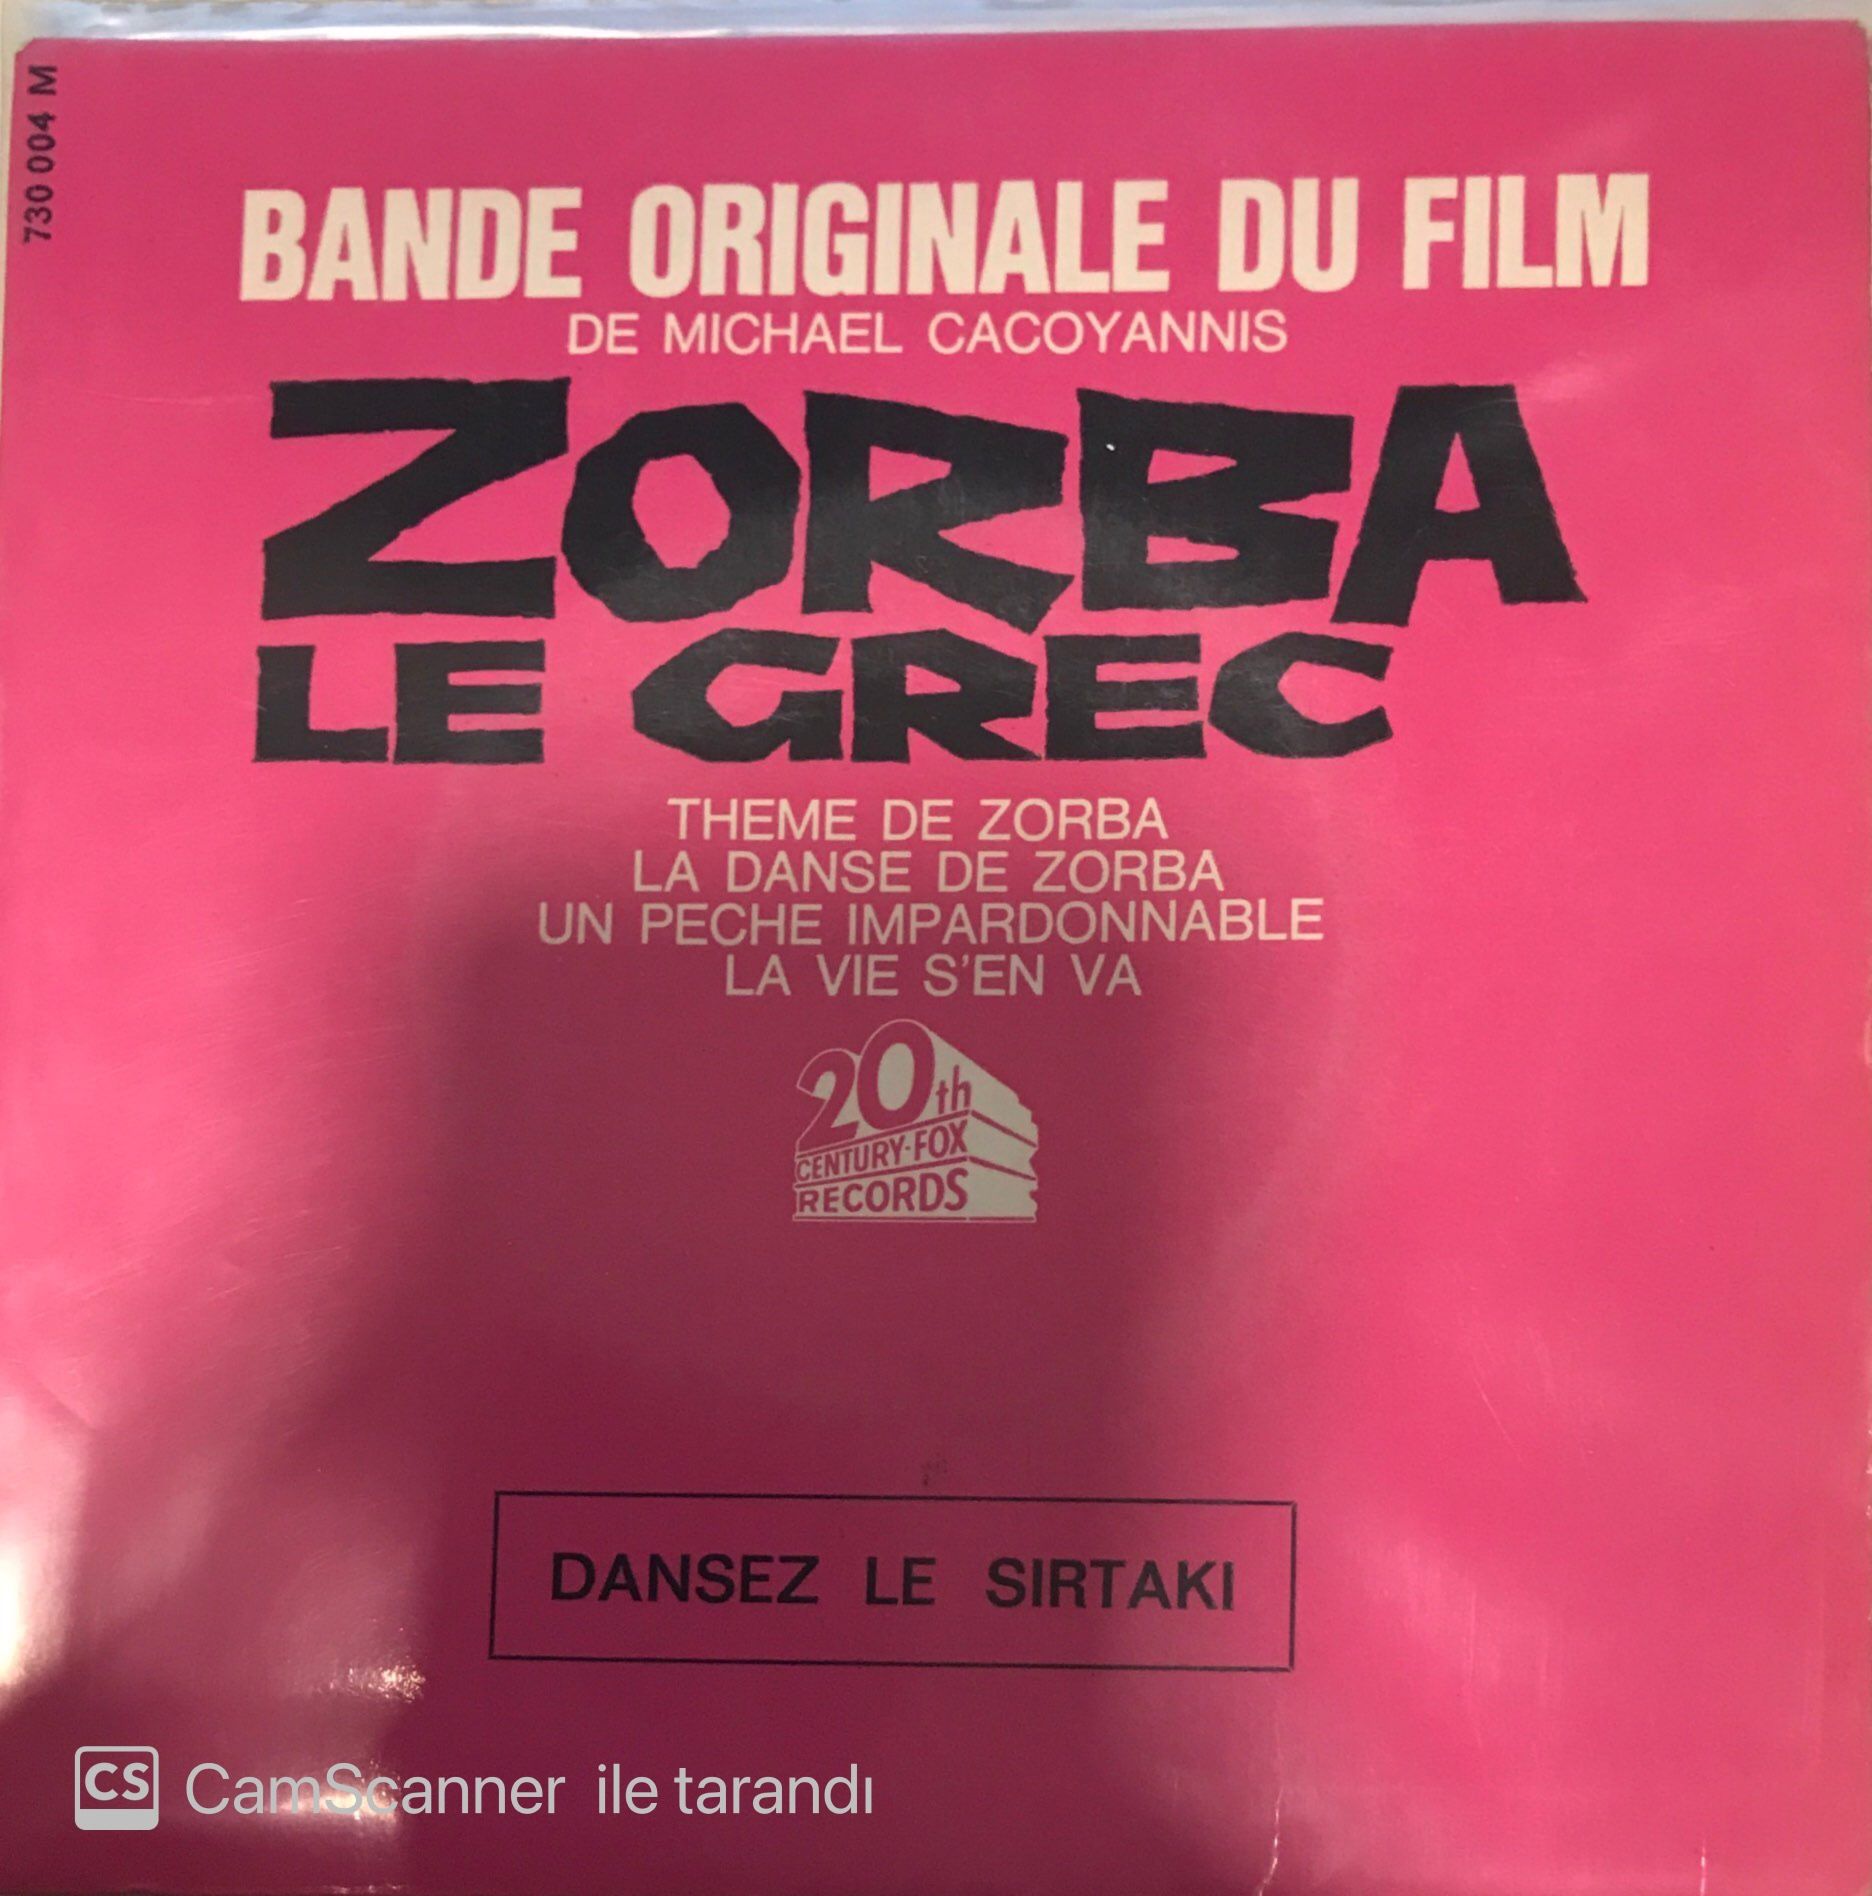 730 004 M
BANDE ORIGINALE DU FILM
DE MICHAEL CACOYANNIS
ZORBA
LE GREC
THEME DE ZORBA
LA DANSE DE ZORBA
UN PECHE IMPARDONNABLE
LA VIE S'EN VA
20th
CENTURY-FOX
RECORDS
DANSEZ LE SIRTAKI
CS CamScanner ile tarandı